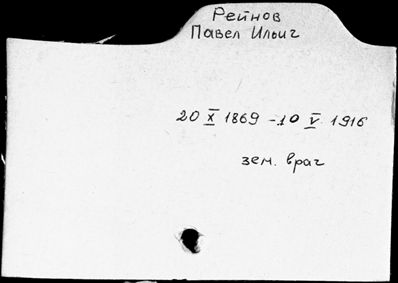 Рейнов
Павел Ильич
20 X 1869 - 10 V 1916
зем. врач